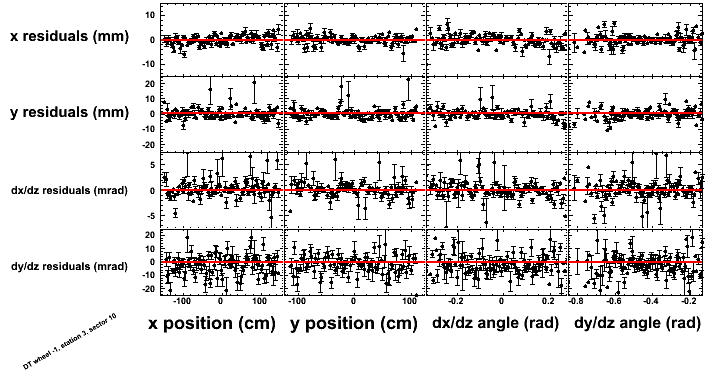 x residuals (mm)
10
0
-10
y residuals (mm)
20
10
0
-10
-20
dx/dz residuals (mrad)
5
0
-5
dy/dz residuals (mrad)
20
10
0
-10
-20
-100 0 100 -100 0 100 -0.2 0 0.2 -0.8 -0.6 -0.4 -0.2
x position (cm) y position (cm) dx/dz angle (rad) dy/dz angle (rad)
DT wheel -1, station 3, sector 10